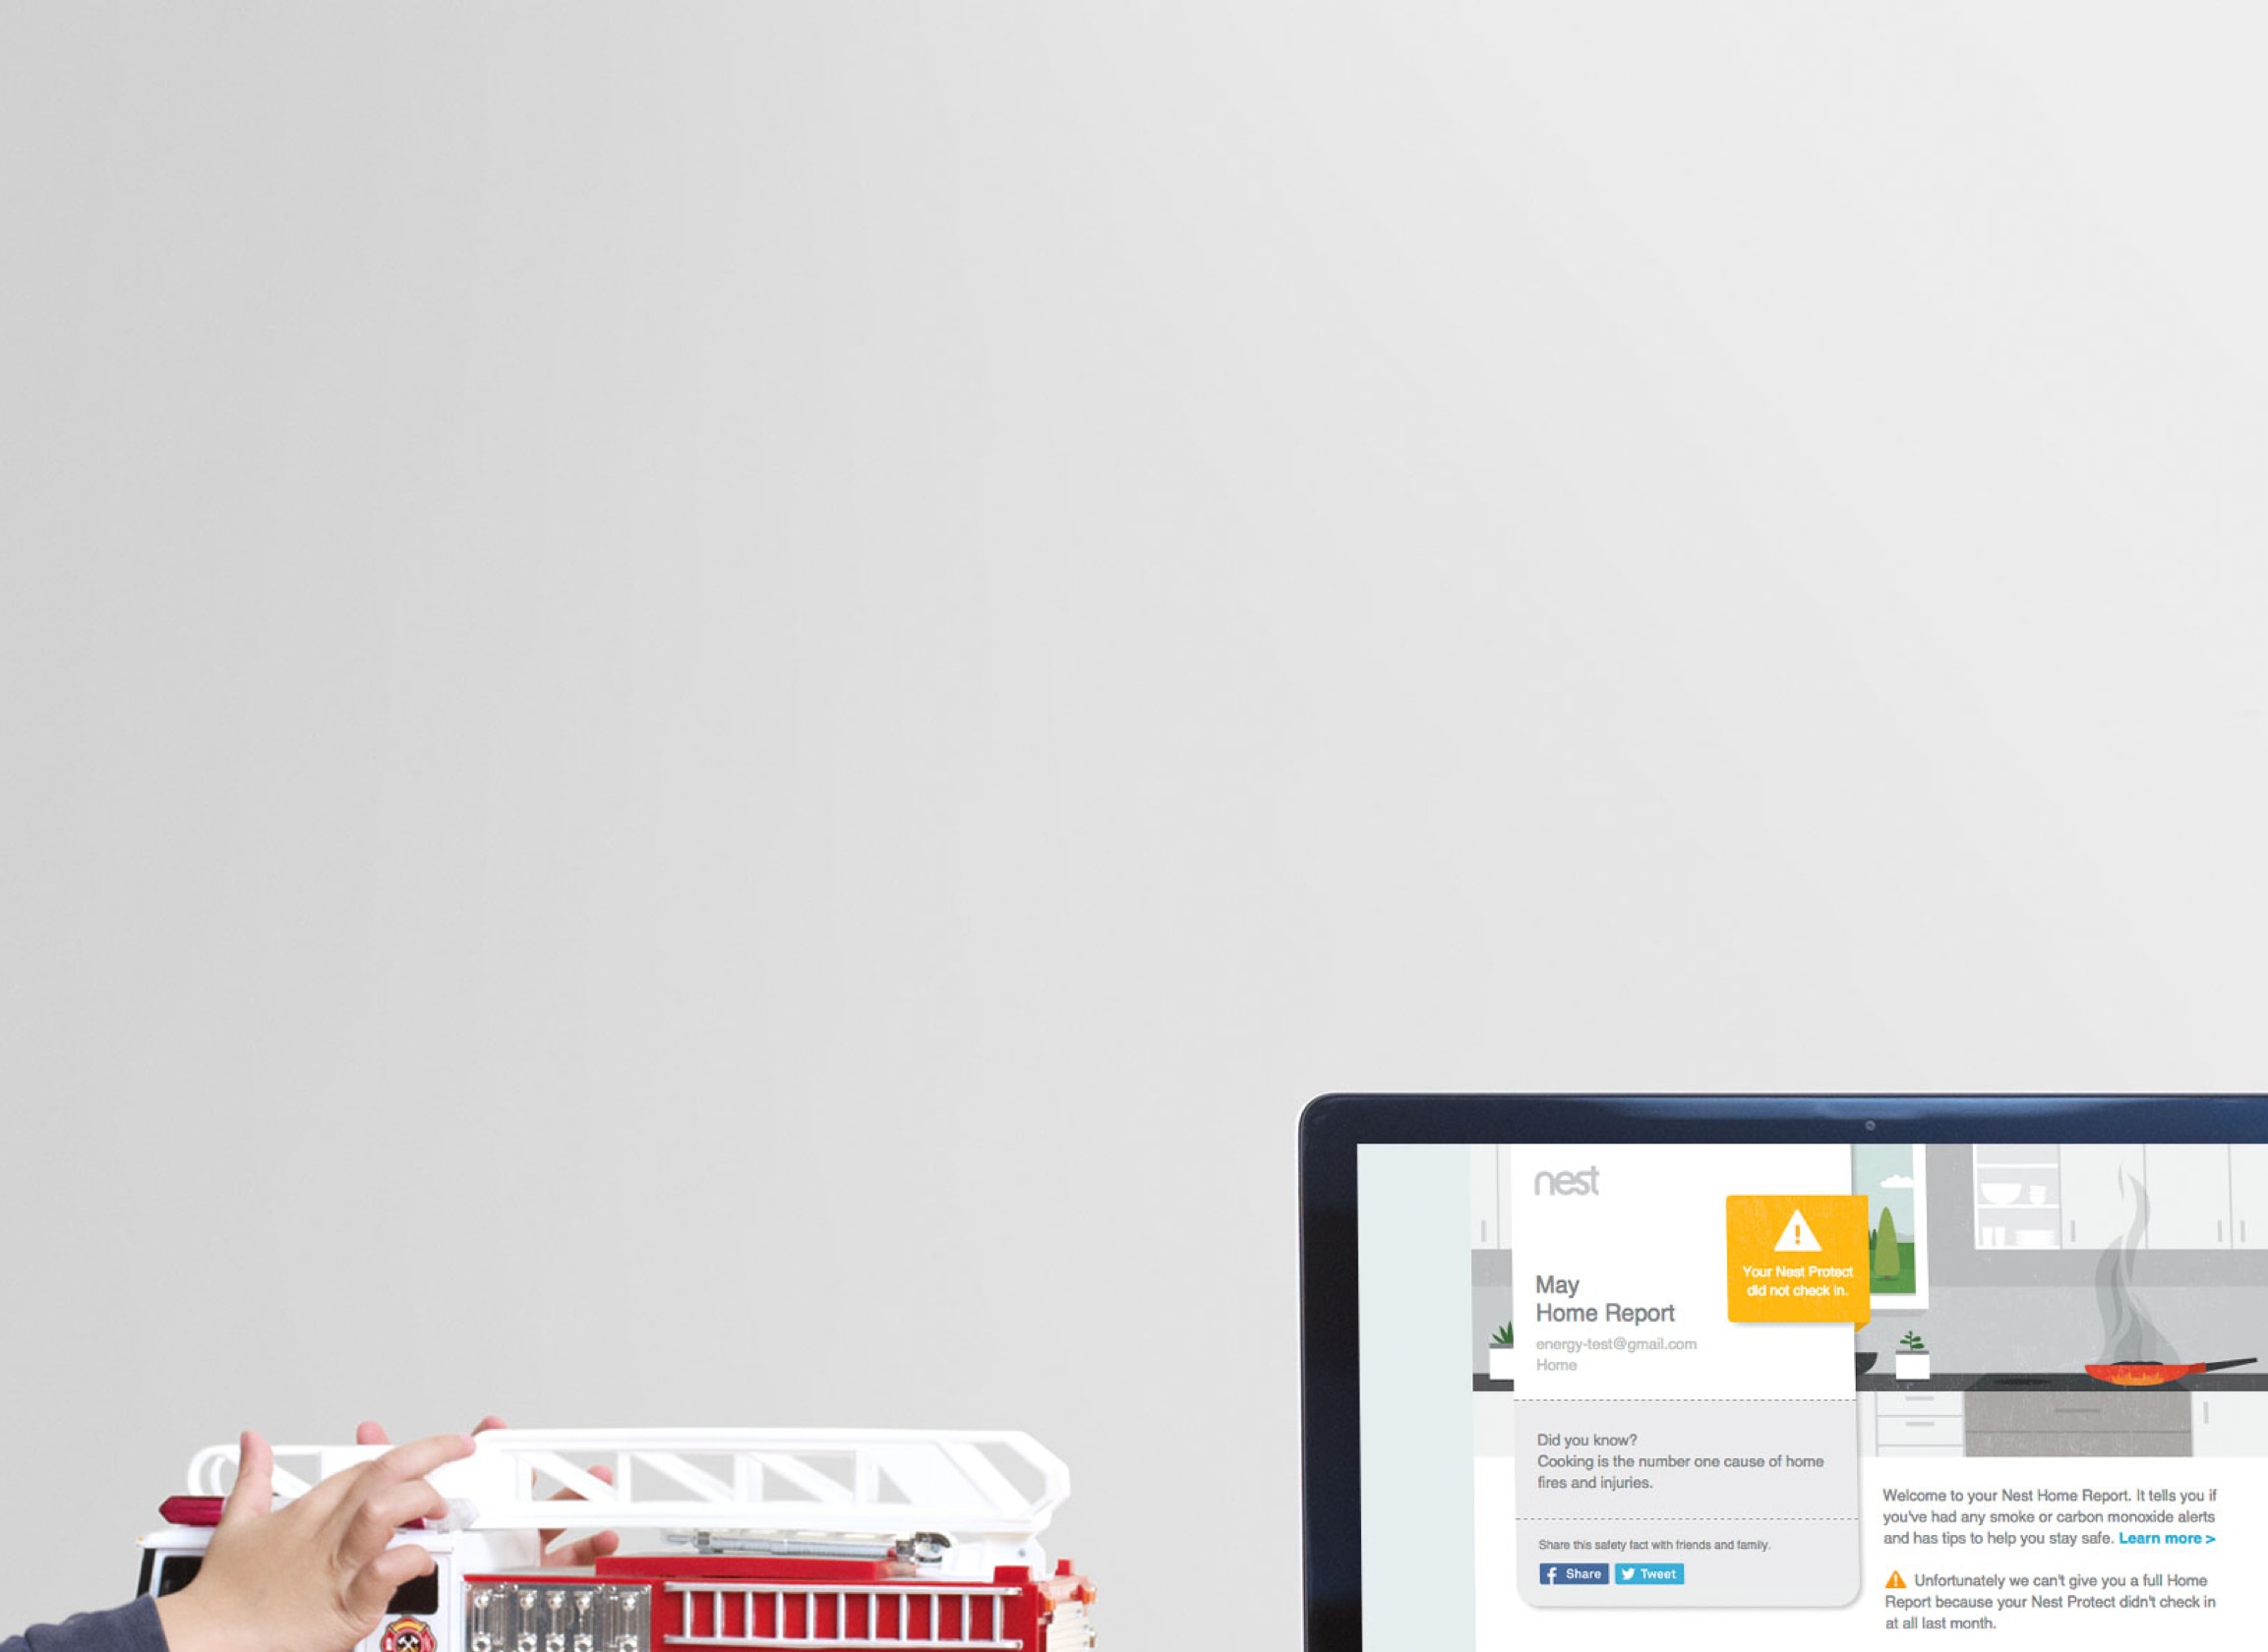 nest
Your Nest Protect
did not check in.
May
Home Report
energy-test@gmail.com
Home
Did you know?
Cooking is the number one cause of home
fires and injuries.
Share this safety fact with friends and family.
Share
Tweet
Welcome to your Nest Home Report. It tells you if
you've had any smoke or carbon monoxide alerts
and has tips to help you stay safe. Learn more >
Unfortunately we can't give you a full Home
Report because your Nest Protect didn't check in
at all last month.